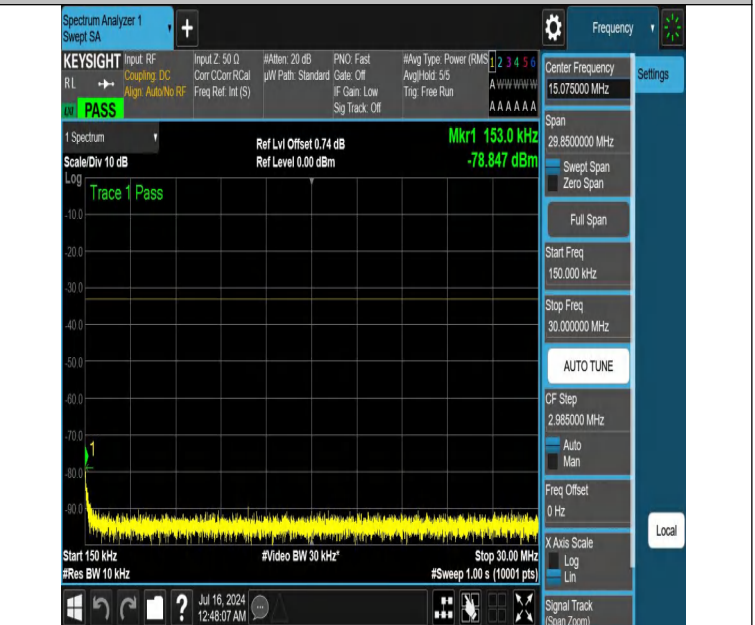 Spectrum Analyzer 1
Swept SA
+
Frequency
KEYSIGHT
RL
PASS
Input: RF
Coupling: DC
Align: Auto/No RF
Input Z: 50 Ω
Corr CCorr RCal
Freq Ref: Int (S)
#Atten: 20 dB
µW Path: Standard
PNO: Fast
Gate: Off
IF Gain: Low
Sig Track: Off
#Avg Type: Power (RMS
Avg|Hold: 5/5
Trig: Free Run
1 2 3 4 5 6
A W W W W W
A A A A A A
1 Spectrum
Scale/Div 10 dB
Ref Lvl Offset 0.74 dB
Ref Level 0.00 dBm
Mkr1 153.0 kHz
-78.847 dBm
Log
Trace 1 Pass
-10.0
-20.0
-30.0
-40.0
-50.0
-60.0
-70.0
1
-80.0
-90.0
Start 150 kHz
#Video BW 30 kHz*
Stop 30.00 MHz
#Res BW 10 kHz
#Sweep 1.00 s (10001 pts)
?
Jul 16, 2024
12:48:07 AM
Center Frequency
15.075000 MHz
Settings
Span
29.8500000 MHz
Swept Span
Zero Span
Full Span
Start Freq
150.000 kHz
Stop Freq
30.000000 MHz
AUTO TUNE
CF Step
2.985000 MHz
Auto
Man
Freq Offset
0 Hz
X Axis Scale
Log
Lin
Local
Signal Track
(Span Zoom)